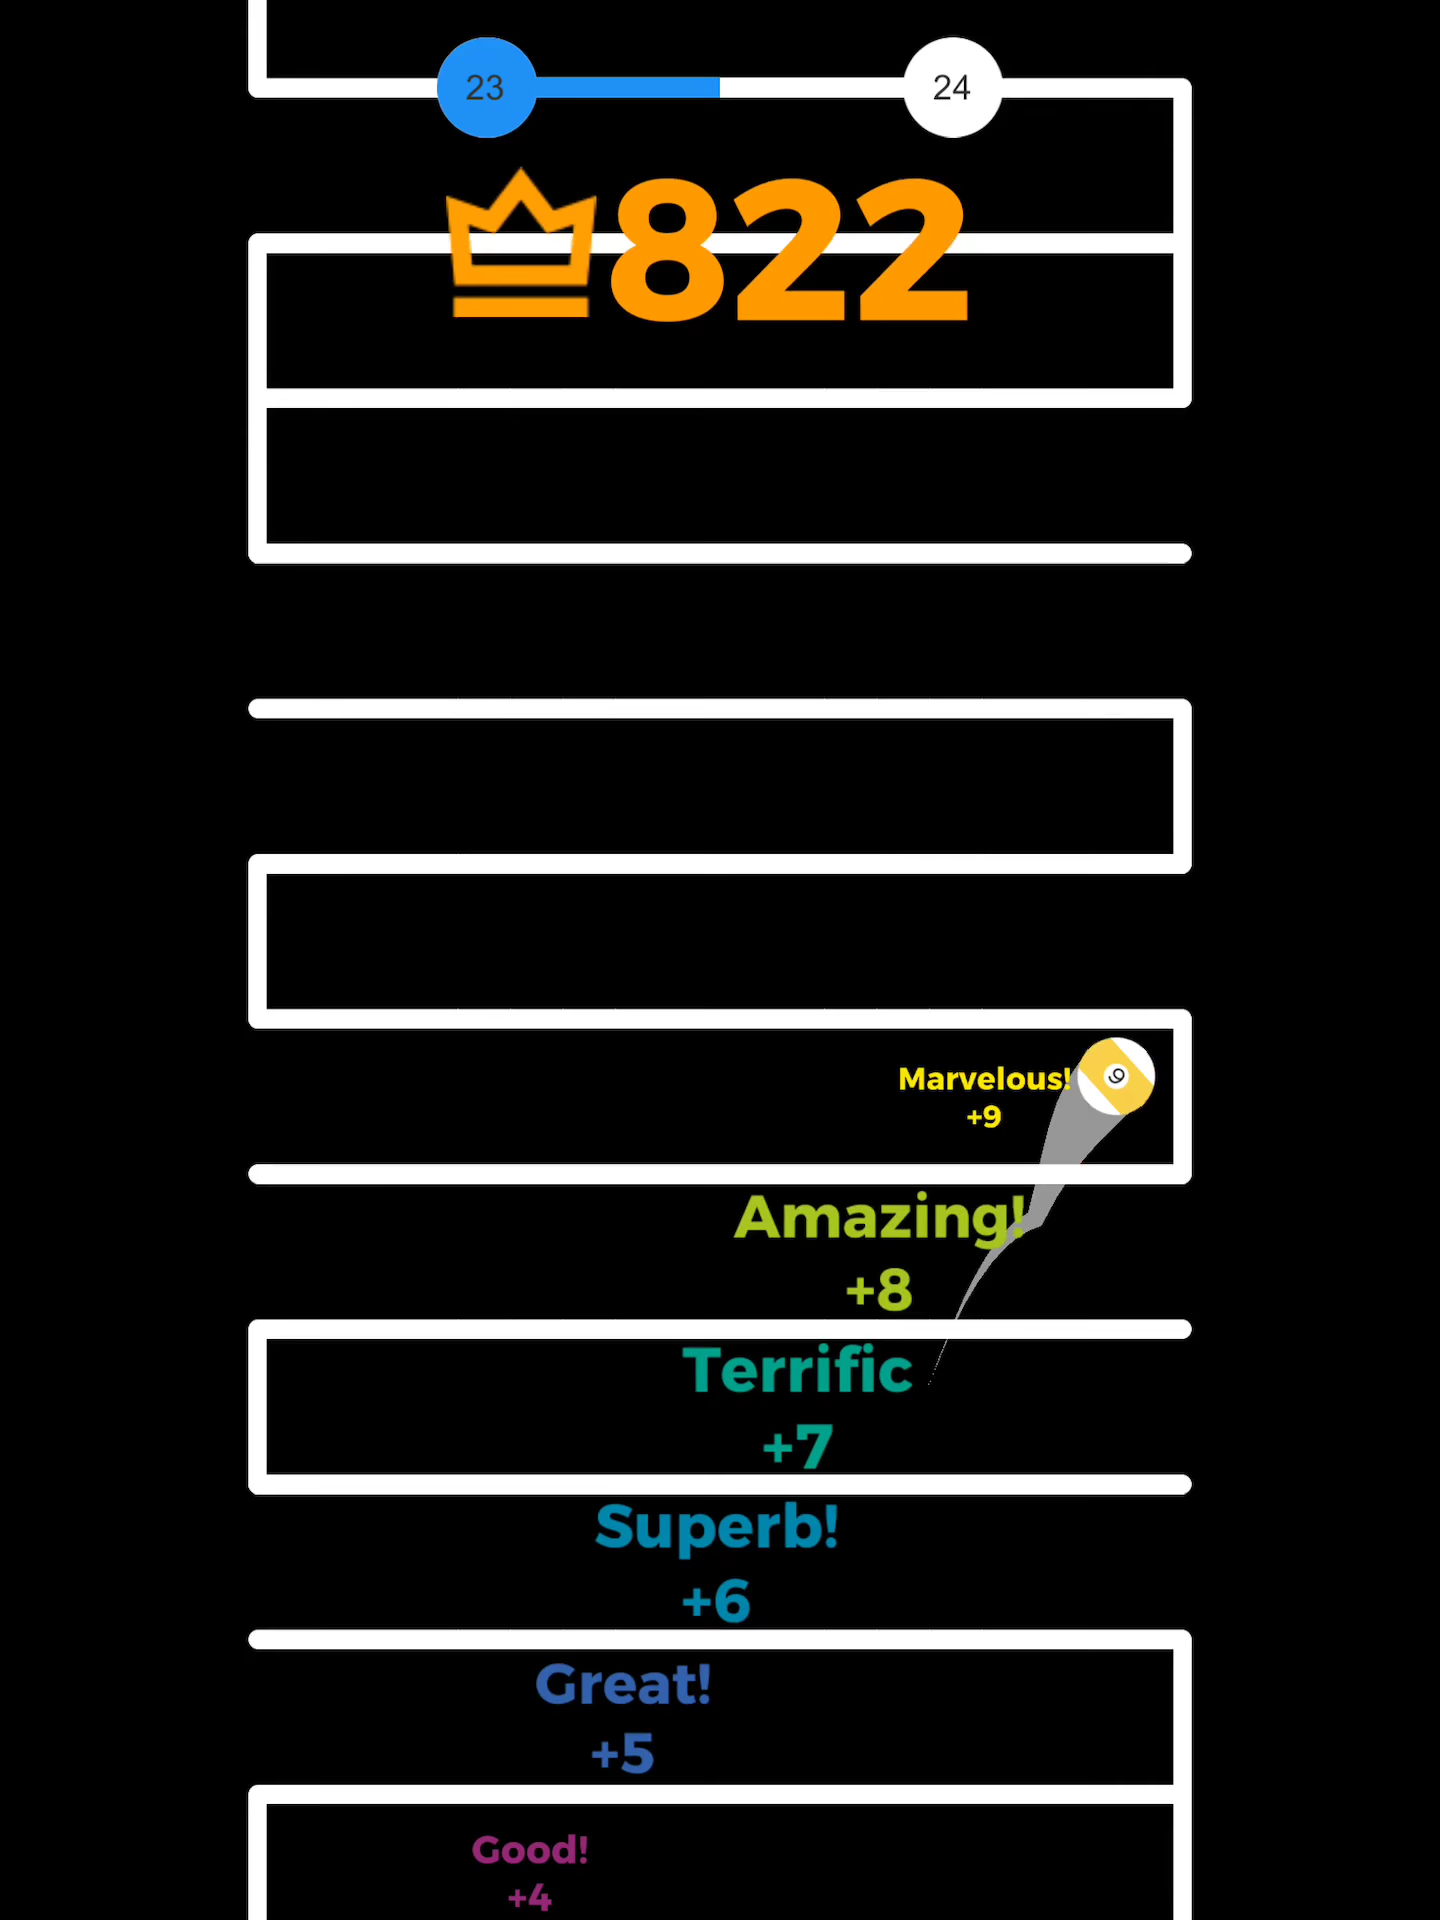 23
24
822
Marvelous!
+9
9
Amazing!
+8
Terrific
+7
Superb!
+6
Great!
+5
Good!
+4